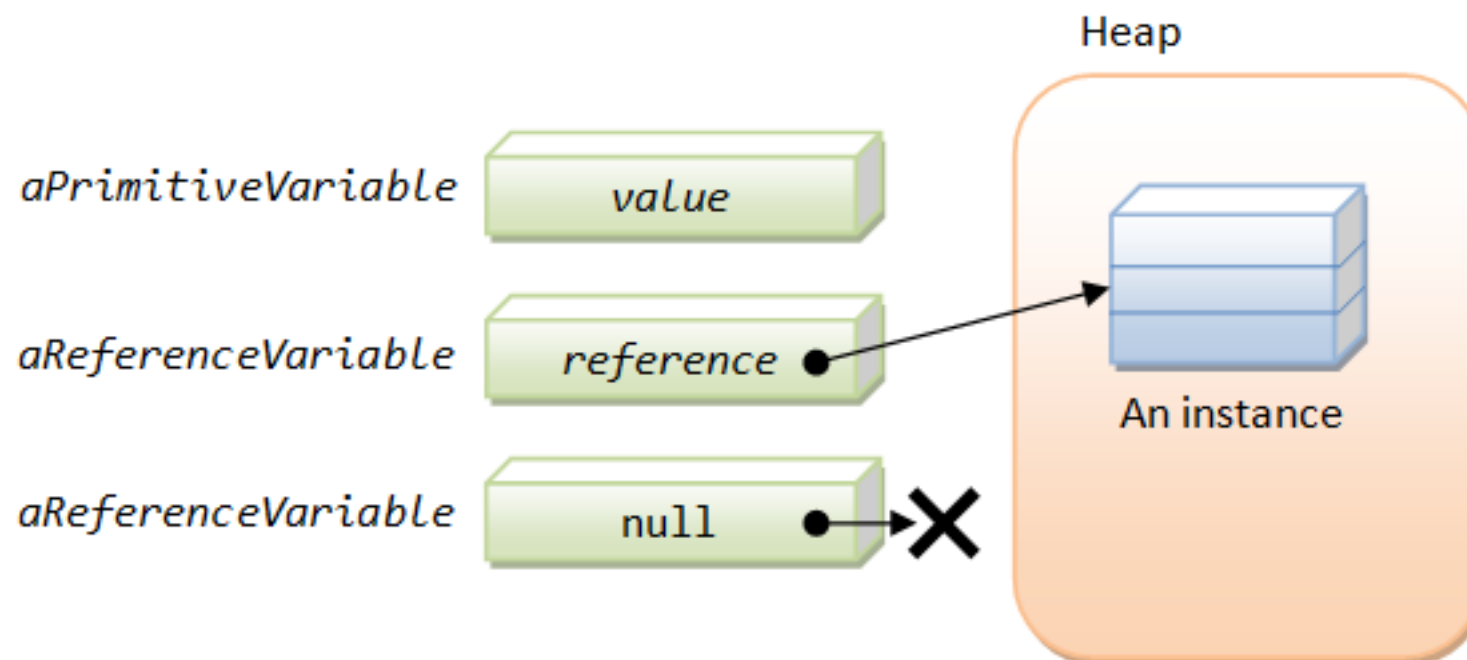 Heap
aPrimitiveVariable
value
aReferenceVariable
reference
An instance
aReferenceVariable
null